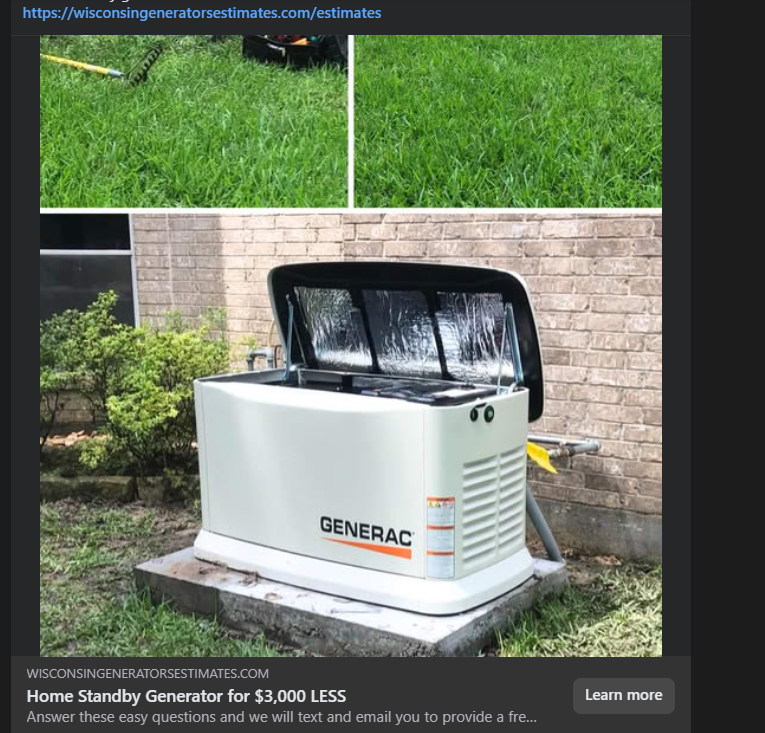 https://wisconsingeneratorsestimates.com/estimates
GENERAC
WISCONSINGENERATORSESTIMATES.COM
Home Standby Generator for $3,000 LESS
Learn more
Answer these easy questions and we will text and email you to provide a fre...